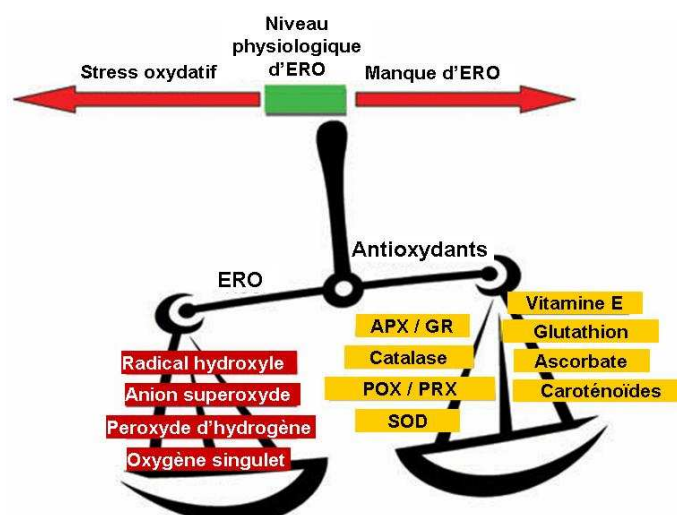 Niveau
physiologique
d'ERO
Stress oxydatif
Manque d'ERO
Antioxydants
ERO
Radical hydroxyle
Anion superoxyde
Peroxyde d'hydrogène
Oxygène singulet
APX / GR
Catalase
POX / PRX
SOD
Vitamine E
Glutathion
Ascorbate
Caroténoïdes